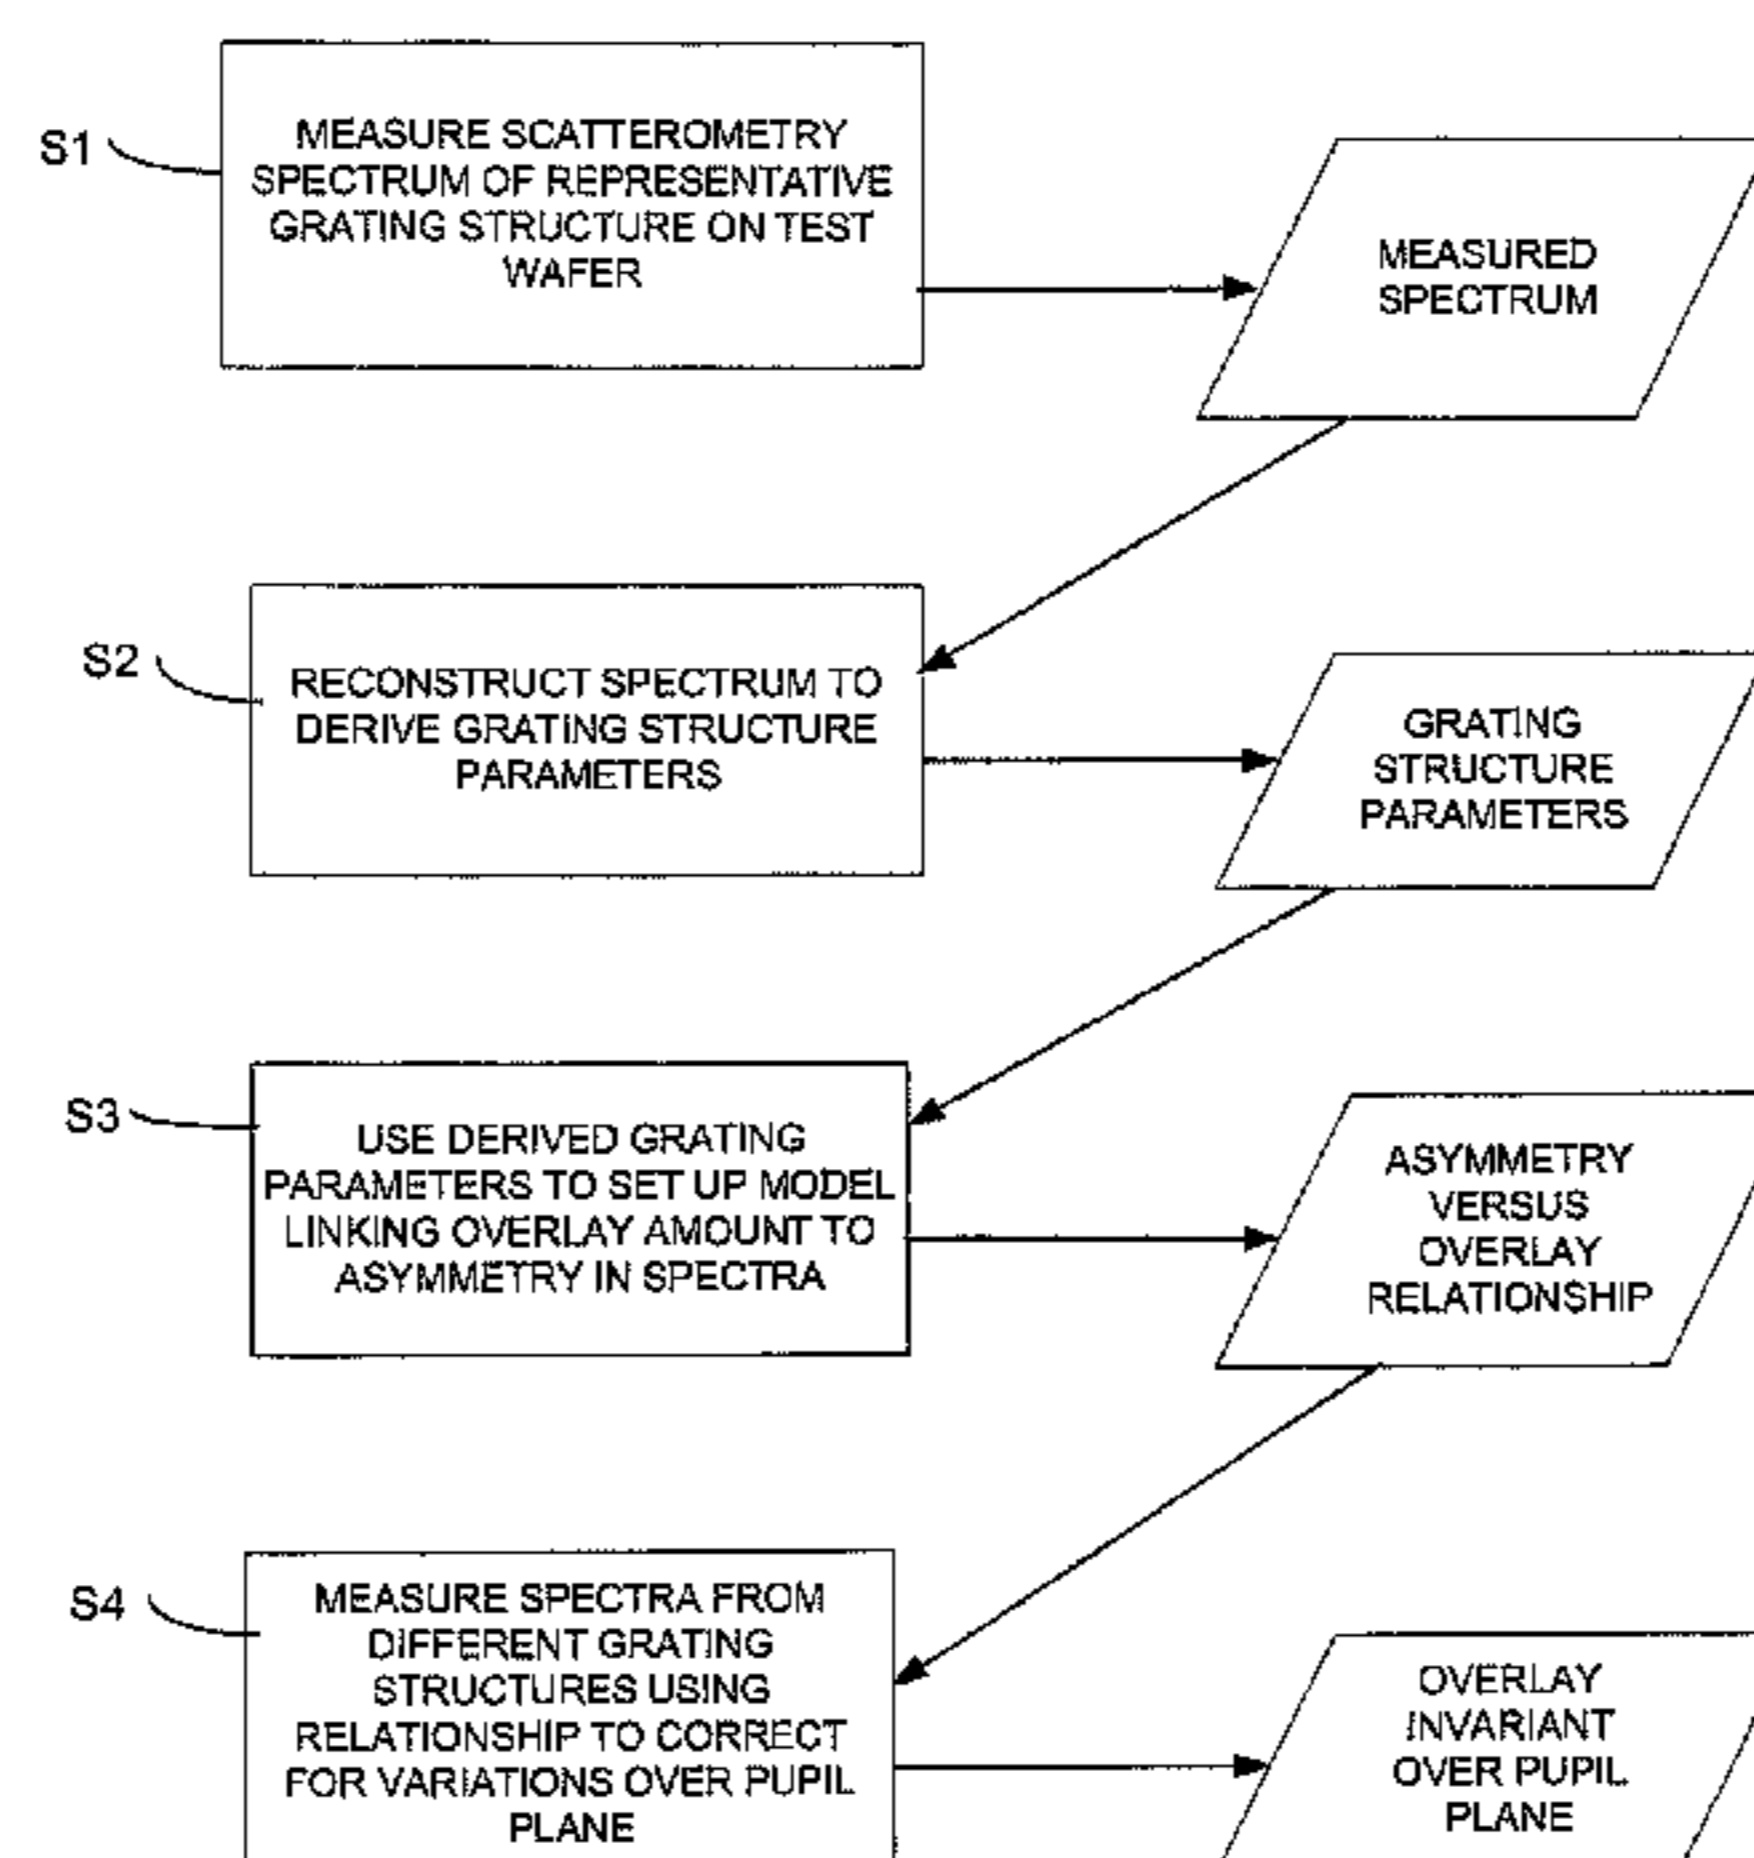 S1
MEASURE SCATTEROMETRY
SPECTRUM OF REPRESENTATIVE
GRATING STRUCTURE ON TEST
WAFER
MEASURED
SPECTRUM
S2
RECONSTRUCT SPECTRUM TO
DERIVE GRATING STRUCTURE
PARAMETERS
GRATING
STRUCTURE
PARAMETERS
S3
USE DERIVED GRATING
PARAMETERS TO SET UP MODEL
LINKING OVERLAY AMOUNT TO
ASYMMETRY IN SPECTRA
ASYMMETRY
VERSUS
OVERLAY
RELATIONSHIP
S4
MEASURE SPECTRA FROM
DIFFERENT GRATING
STRUCTURES USING
RELATIONSHIP TO CORRECT
FOR VARIATIONS OVER PUPIL
PLANE
OVERLAY
INVARIANT
OVER PUPIL
PLANE